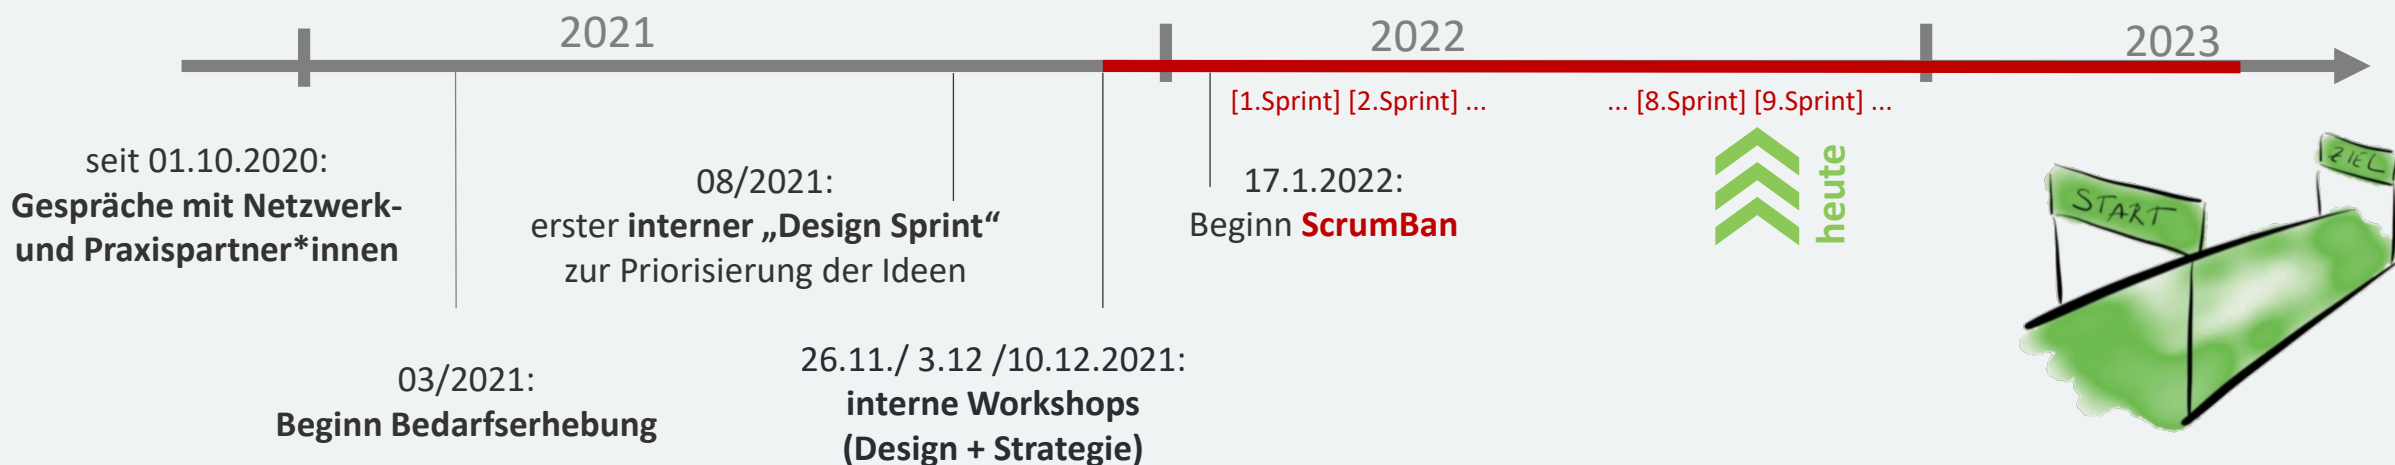 2021
2022
2023
[1.Sprint] [2.Sprint] ...
... [8.Sprint] [9.Sprint] ...
seit 01.10.2020:
Gespräche mit Netzwerk-
und Praxispartner*innen
08/2021:
erster interner „Design Sprint“
zur Priorisierung der Ideen
17.1.2022:
Beginn ScrumBan
heute
03/2021:
Beginn Bedarfserhebung
26.11./ 3.12 /10.12.2021:
interne Workshops
(Design + Strategie)
START
ZIEL